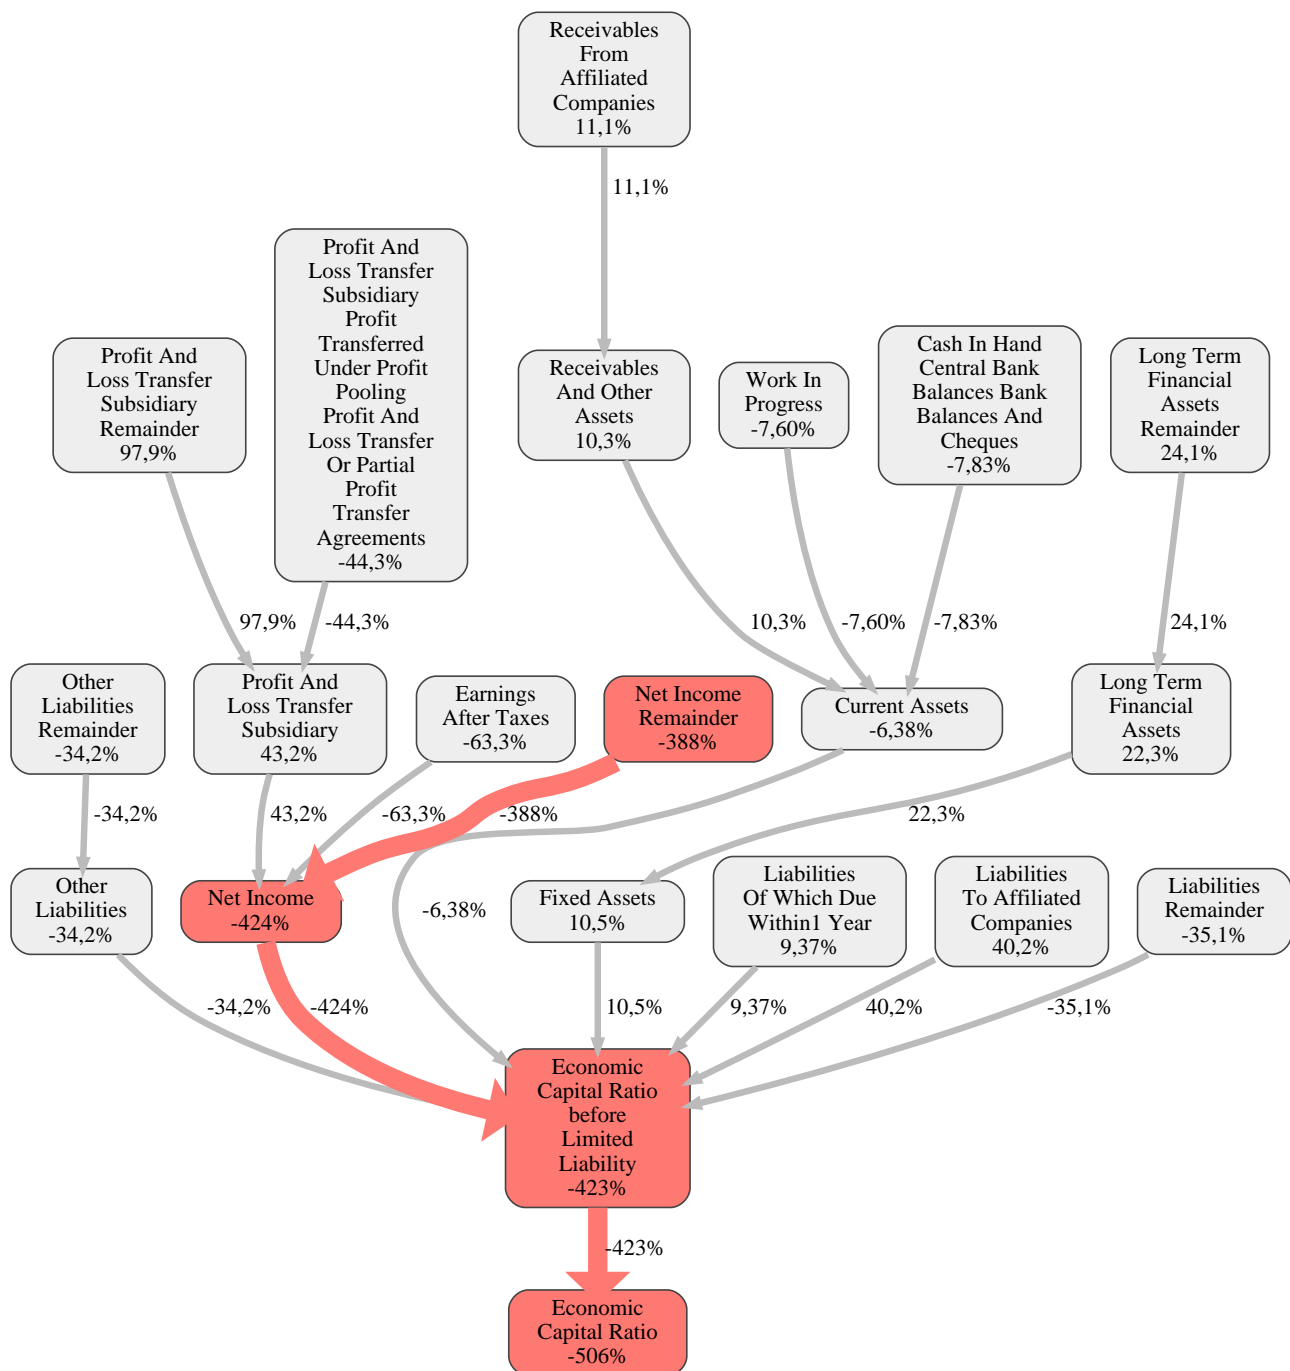 Receivables
From
Affiliated
Companies
11,1%
11,1%
Profit And
Loss Transfer
Subsidiary
Profit
Transferred
Under Profit
Pooling
Profit And
Loss Transfer
Or Partial
Profit
Transfer
Agreements
-44,3%
Profit And
Loss Transfer
Subsidiary
Remainder
97,9%
Receivables
And Other
Assets
10,3%
Work In
Progress
-7,60%
Cash In Hand
Central Bank
Balances Bank
Balances And
Cheques
-7,83%
Long Term
Financial
Assets
Remainder
24,1%
97,9%
-44,3%
10,3%
-7,60%
-7,83%
24,1%
Other
Liabilities
Remainder
-34,2%
Profit And
Loss Transfer
Subsidiary
43,2%
Earnings
After Taxes
-63,3%
Net Income
Remainder
-388%
Current Assets
-6,38%
Long Term
Financial
Assets
22,3%
-34,2%
43,2%
-63,3%
-388%
22,3%
Other
Liabilities
-34,2%
Net Income
-424%
-6,38%
Fixed Assets
10,5%
Liabilities
Of Which Due
Within1 Year
9,37%
Liabilities
To Affiliated
Companies
40,2%
Liabilities
Remainder
-35,1%
-34,2%
-424%
10,5%
9,37%
40,2%
-35,1%
Economic
Capital Ratio
before
Limited
Liability
-423%
-423%
Economic
Capital Ratio
-506%